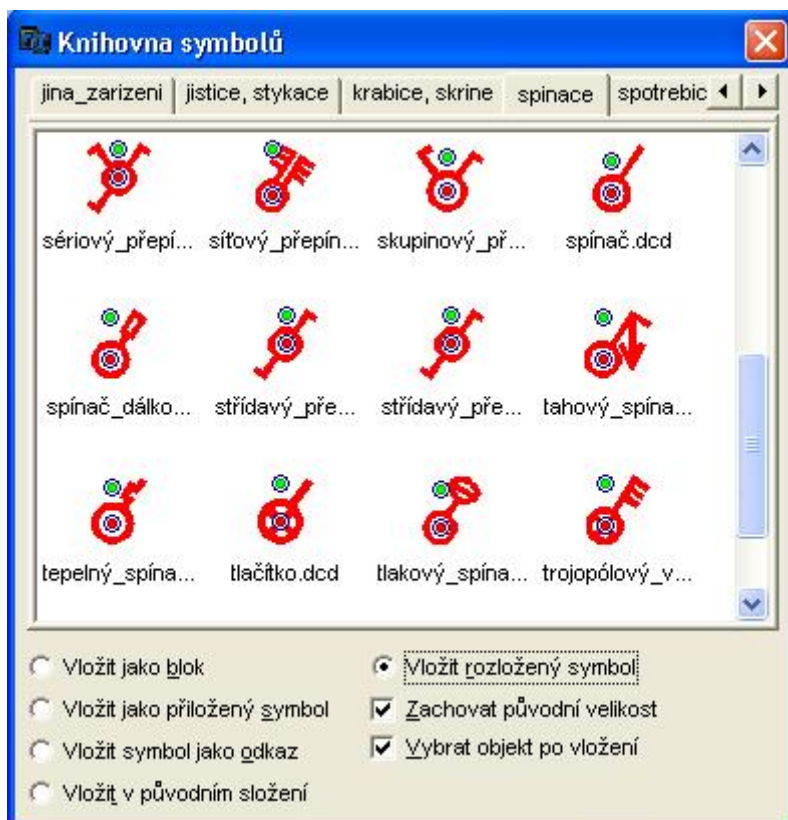 Knihovna symbolů
jina_zarizeni jistice, stykace krabice, skrine spinace spotrebic
sériový_přepí... síťový_přepín... skupinový_př... spínač.dcd
spínač_dálko... střídavý_pře... střídavý_pře... tahový_spína...
tepelný_spína... tlačítko.dcd tlakový_spína... trojopólový_v...
Vložit jako blok Vložit rozložený symbol
Vložit jako přiložený symbol Zachovat původní velikost
Vložit symbol jako odkaz Vybrat objekt po vložení
Vložit v původním složení